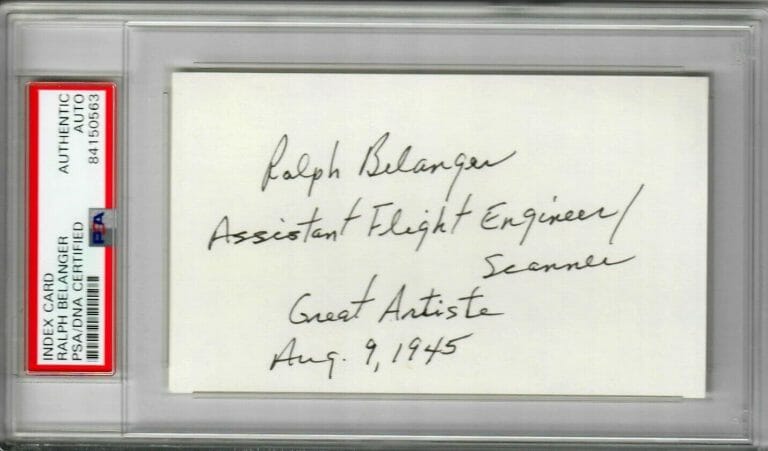 INDEX CARD
RALPH BELANGER
PSA/DNA CERTIFIED
AUTHENTIC
AUTO
84150563
PSA
Ralph Belanger
Assistant Flight Engineer/
Scanner
Great Artiste
Aug. 9, 1945